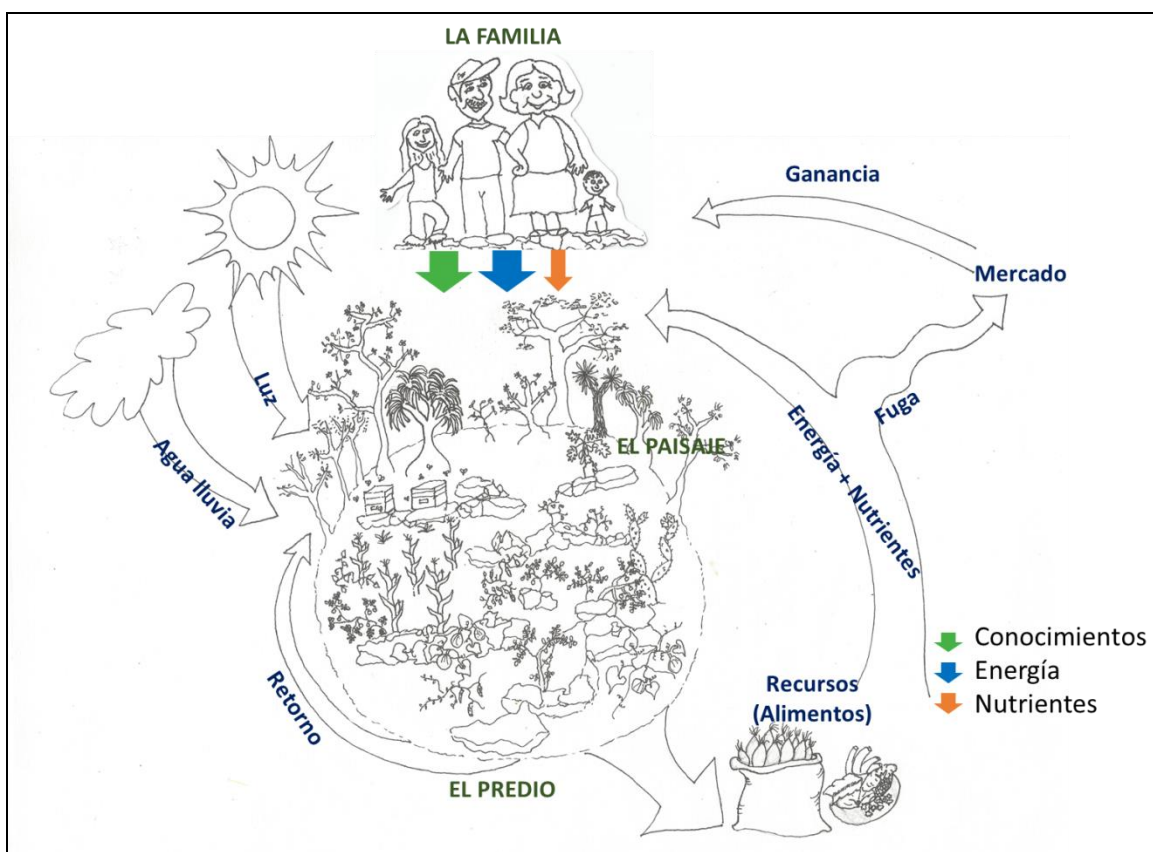 LA FAMILIA
Ganancia
Mercado
Luz
Agua lluvia
EL PAISAJE
Energía + Nutrientes
Fuga
Retorno
Recursos
(Alimentos)
EL PREDIO
Conocimientos
Energía
Nutrientes